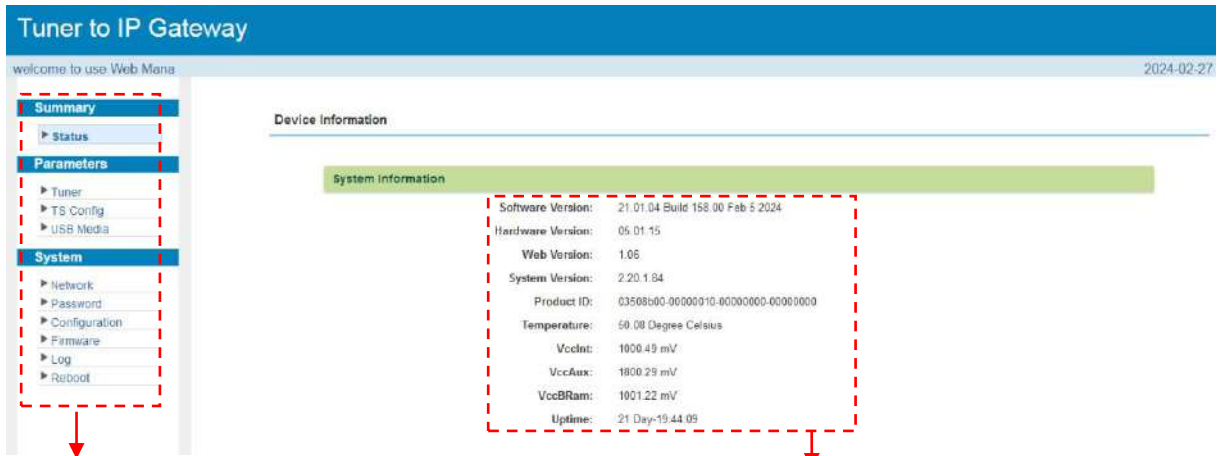 Tuner to IP Gateway
welcome to use Web Mana
2024-02-27
Summary
Status
Parameters
Tuner
TS Config
USB Media
System
Network
Password
Configuration
Firmware
Log
Reboot
Device Information
System Information
Software Version: 21.01.04 Build 158.00 Feb 5 2024
Hardware Version: 05.01.15
Web Version: 1.06
System Version: 2.20.1.84
Product ID: 03508b00-00000010-00000000-00000000
Temperature: 50.08 Degree Celsius
VccInt: 1000.49 mV
VccAux: 1800.29 mV
VccBRam: 1001.22 mV
Uptime: 21 Day-19:44:09